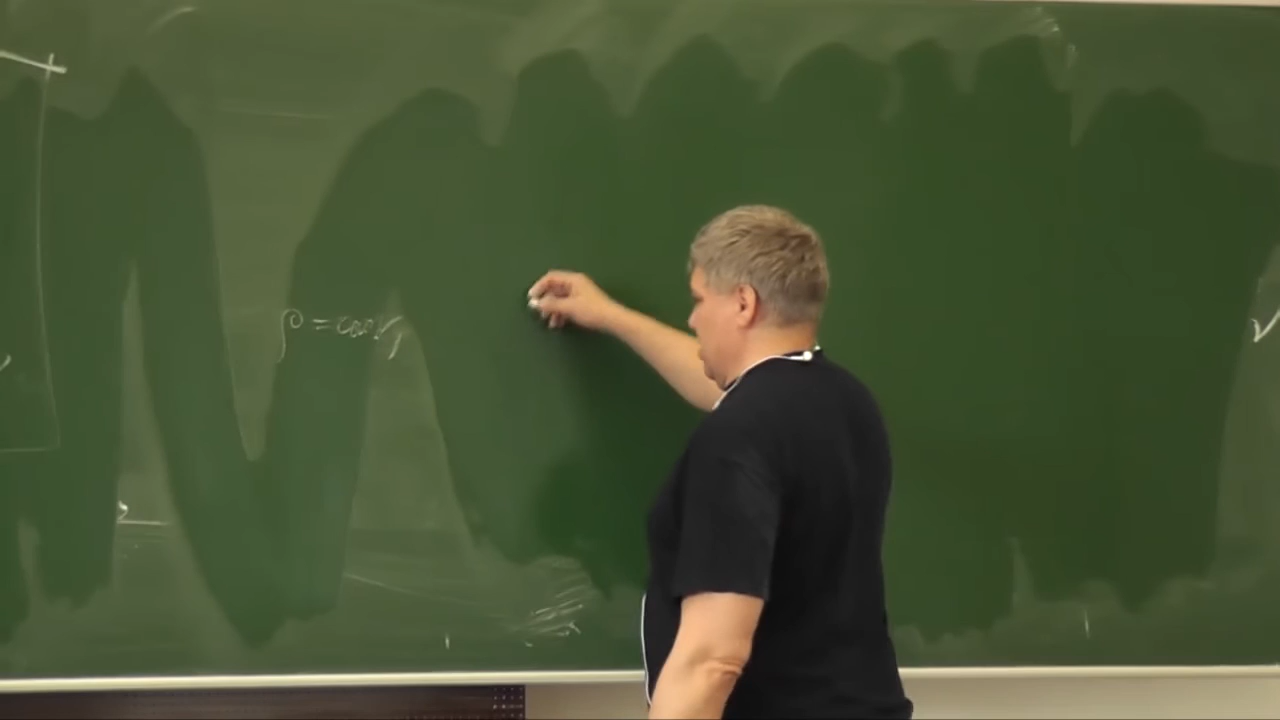 ρ = const,